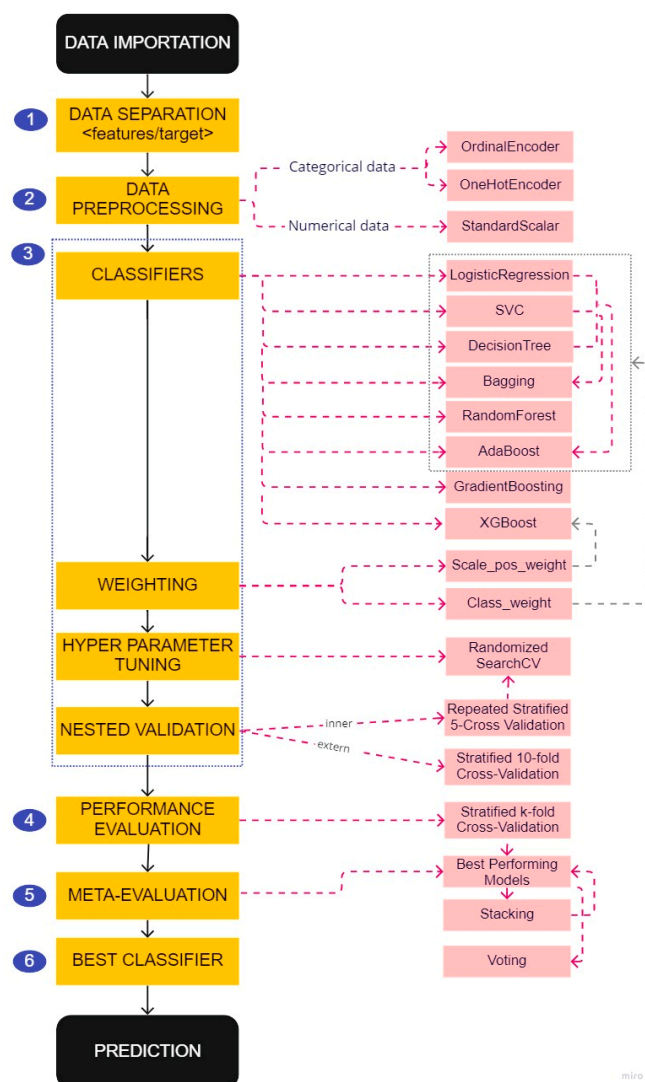 DATA IMPORTATION
1
DATA SEPARATION
<features/target>
2
DATA
PREPROCESSING
Categorical data
OrdinalEncoder
OneHotEncoder
Numerical data
StandardScalar
3
CLASSIFIERS
LogisticRegression
SVC
DecisionTree
Bagging
RandomForest
AdaBoost
GradientBoosting
XGBoost
WEIGHTING
Scale_pos_weight
Class_weight
HYPER PARAMETER
TUNING
Randomized
SearchCV
NESTED VALIDATION
inner
Repeated Stratified
5-Cross Validation
extern
Stratified 10-fold
Cross-Validation
4
PERFORMANCE
EVALUATION
Stratified k-fold
Cross-Validation
5
META-EVALUATION
Best Performing
Models
Stacking
6
BEST CLASSIFIER
Voting
PREDICTION
miro